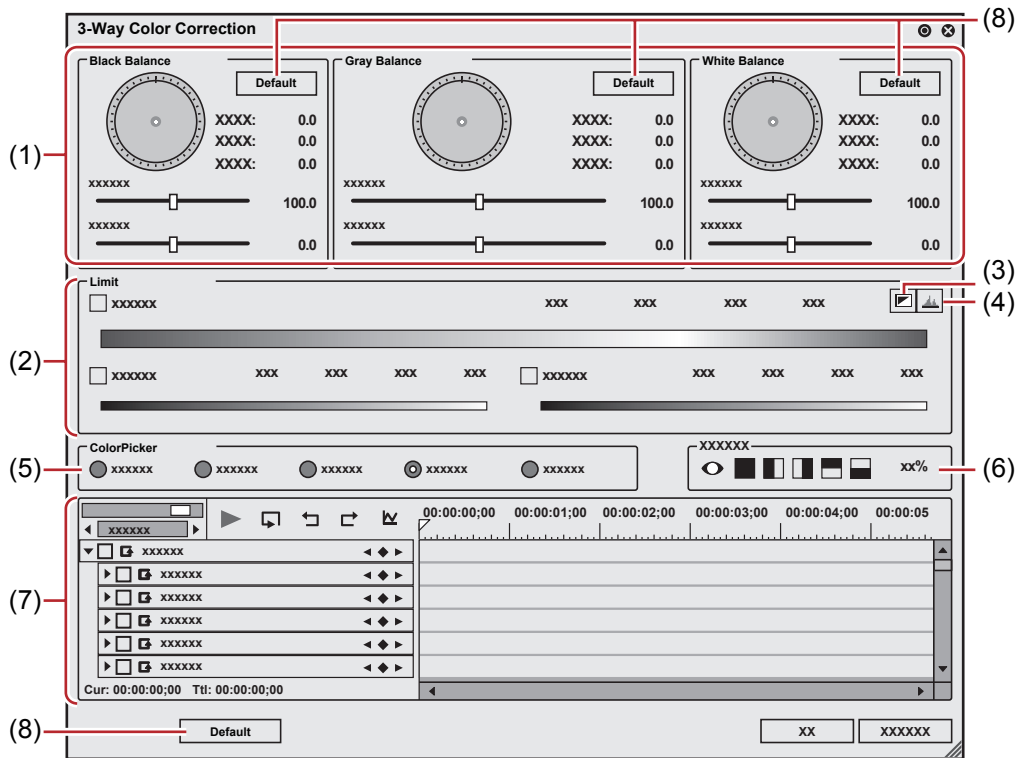 3-Way Color Correction
(8)
(1)
Black Balance
Default
XXXX: 0.0
XXXX: 0.0
XXXX: 0.0
xxxxxx
100.0
xxxxxx
0.0
Gray Balance
Default
XXXX: 0.0
XXXX: 0.0
XXXX: 0.0
xxxxxx
100.0
xxxxxx
0.0
White Balance
Default
XXXX: 0.0
XXXX: 0.0
XXXX: 0.0
xxxxxx
100.0
xxxxxx
0.0
(2)
Limit
(3)
(4)
xxxxxx xxx xxx xxx xxx
xxxxxx xxx xxx xxx xxx
xxxxxx xxx xxx xxx xxx
(5)
ColorPicker
xxxxxx xxxxxx xxxxxx xxxxxx xxxxxx
XXXXXX
xx%
(6)
(7)
xxxxxx
00:00:00;00 00:00:01;00 00:00:02;00 00:00:03;00 00:00:04;00 00:00:05
xxxxxx
xxxxxx
xxxxxx
xxxxxx
xxxxxx
xxxxxx
Cur: 00:00:00;00 Ttl: 00:00:00;00
(8)
Default
XX
XXXXXX